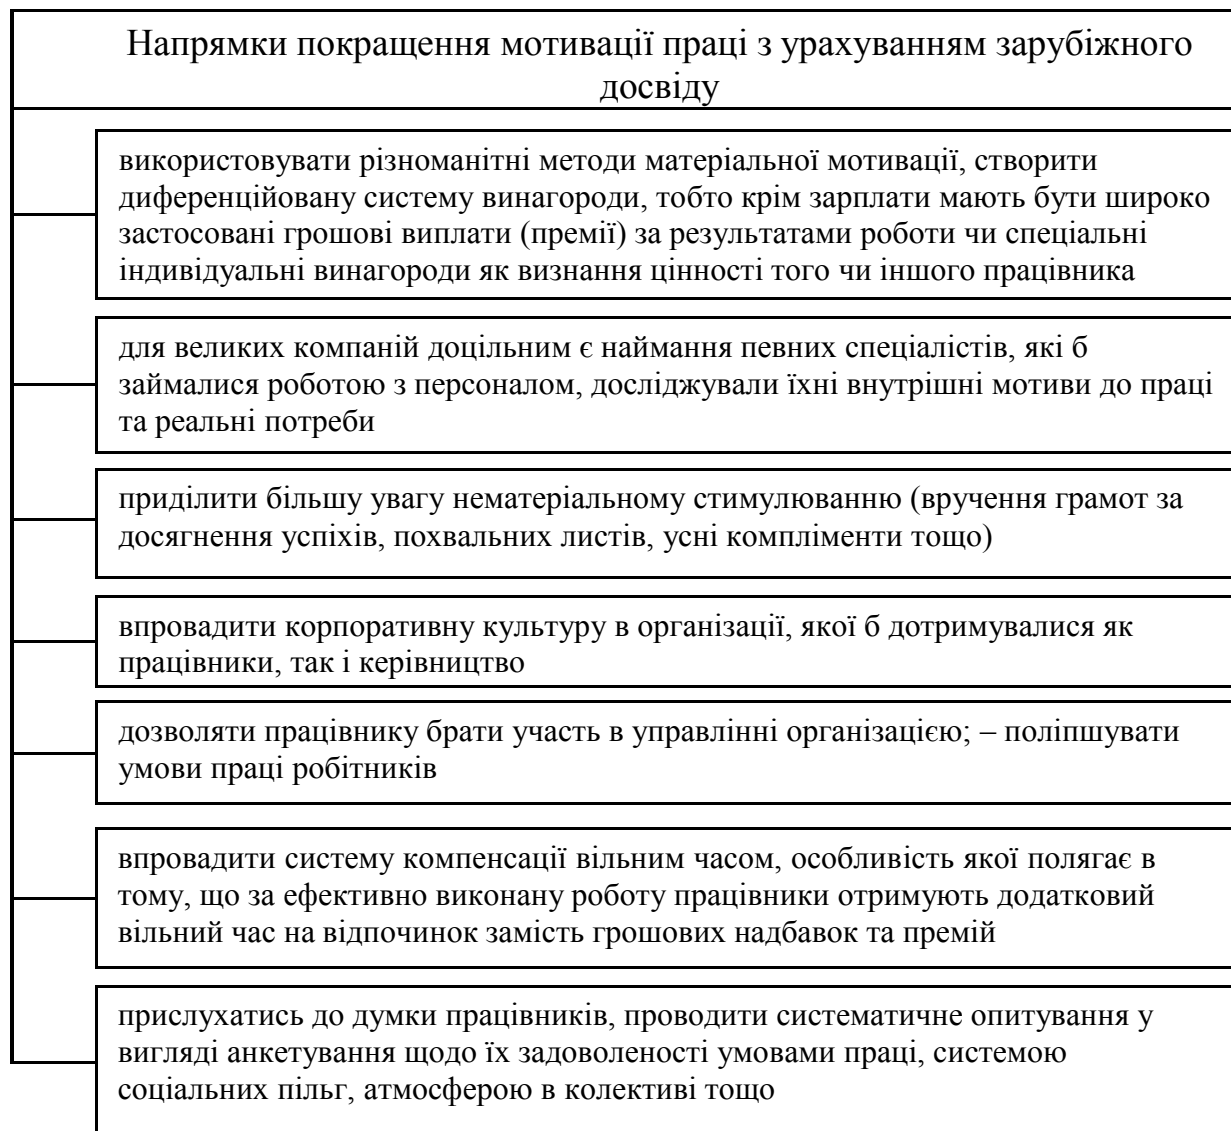 Напрямки покращення мотивації праці з урахуванням зарубіжного
досвіду
використовувати різноманітні методи матеріальної мотивації, створити
диференційовану систему винагороди, тобто крім зарплати мають бути широко
застосовані грошові виплати (премії) за результатами роботи чи спеціальні
індивідуальні винагороди як визнання цінності того чи іншого працівника
для великих компаній доцільним є наймання певних спеціалістів, які б
займалися роботою з персоналом, досліджували їхні внутрішні мотиви до праці
та реальні потреби
приділити більшу увагу нематеріальному стимулюванню (вручення грамот за
досягнення успіхів, похвальних листів, усні компліменти тощо)
впровадити корпоративну культуру в організації, якої б дотримувалися як
працівники, так і керівництво
дозволяти працівнику брати участь в управлінні організацією; – поліпшувати
умови праці робітників
впровадити систему компенсації вільним часом, особливість якої полягає в
тому, що за ефективно виконану роботу працівники отримують додатковий
вільний час на відпочинок замість грошових надбавок та премій
прислухатись до думки працівників, проводити систематичне опитування у
вигляді анкетування щодо їх задоволеності умовами праці, системою
соціальних пільг, атмосферою в колективі тощо